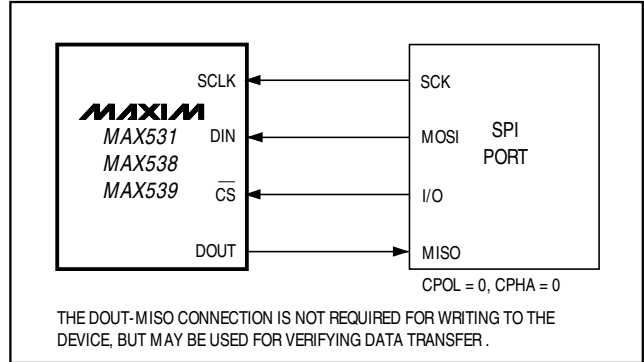 SCLK SCK
MAXIM
MAX531 DIN MOSI SPI
MAX538 PORT
MAX539 CS I/O
DOUT MISO
CPOL = 0, CPHA = 0
THE DOUT-MISO CONNECTION IS NOT REQUIRED FOR WRITING TO THE
DEVICE, BUT MAY BE USED FOR VERIFYING DATA TRANSFER .